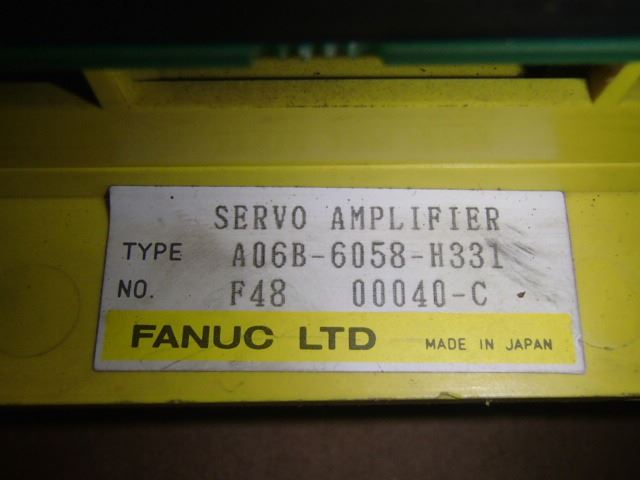 SERVO AMPLIFIER
TYPE A06B-6058-H331
NO. F48 00040-C
FANUC LTD MADE IN JAPAN